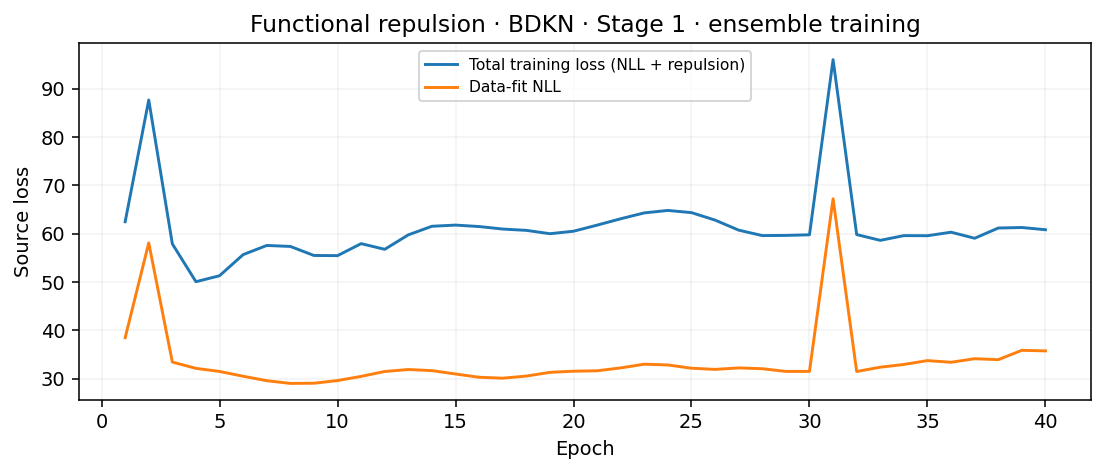 Functional repulsion · BDKN · Stage 1 · ensemble training
Total training loss (NLL + repulsion)
Data-fit NLL
90
80
70
60
50
40
30
Source loss
0 5 10 15 20 25 30 35 40
Epoch